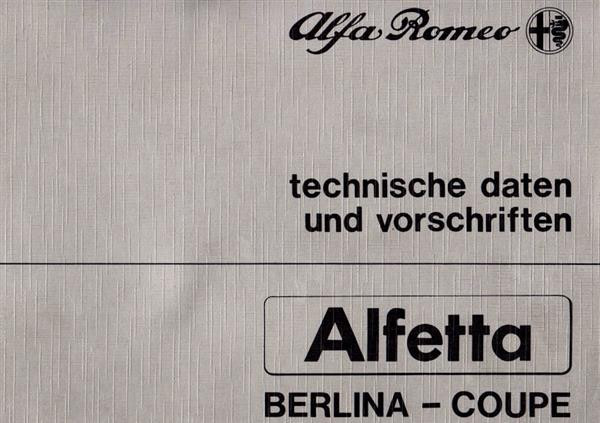 Alfa Romeo
technische daten
und vorschriften
Alfetta
BERLINA – COUPE